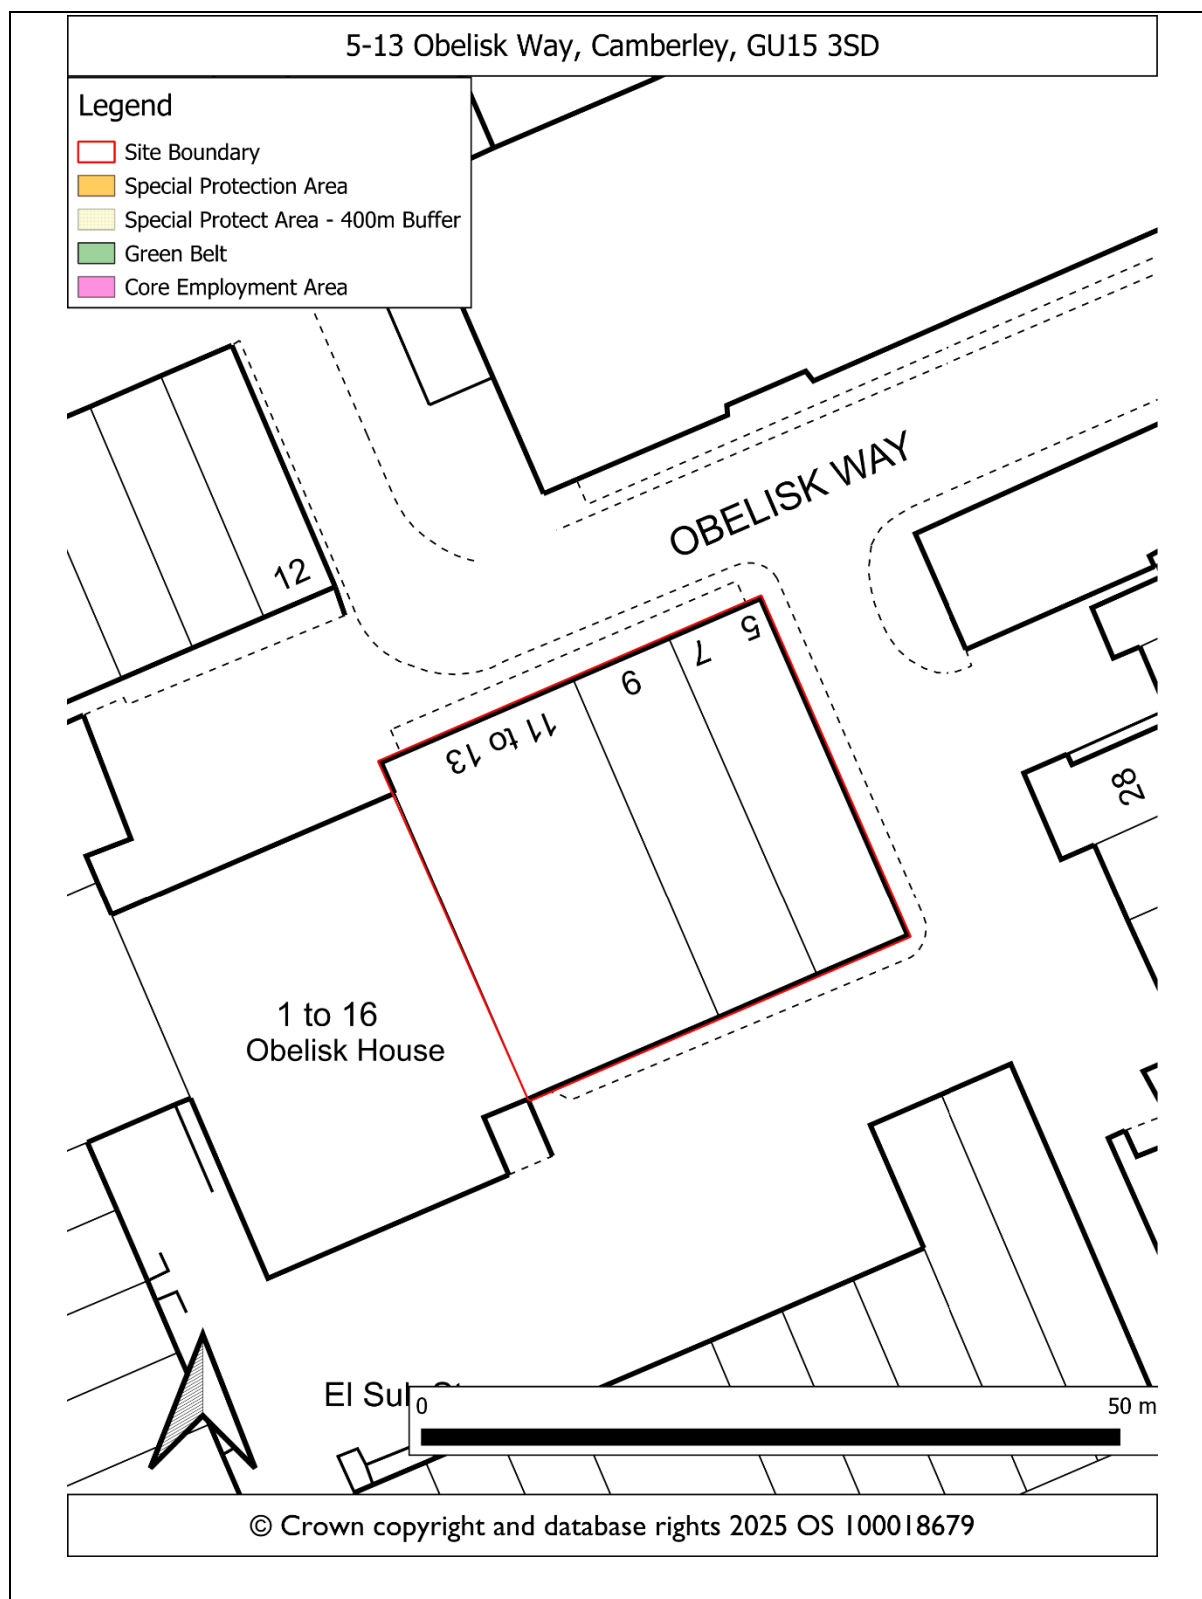 5-13 Obelisk Way, Camberley, GU15 3SD
Legend
Site Boundary
Special Protection Area
Special Protect Area - 400m Buffer
Green Belt
Core Employment Area
OBELISK WAY
12
5
7
9
11 to 13
28
1 to 16
Obelisk House
El Sub
0
50 m
© Crown copyright and database rights 2025 OS 100018679